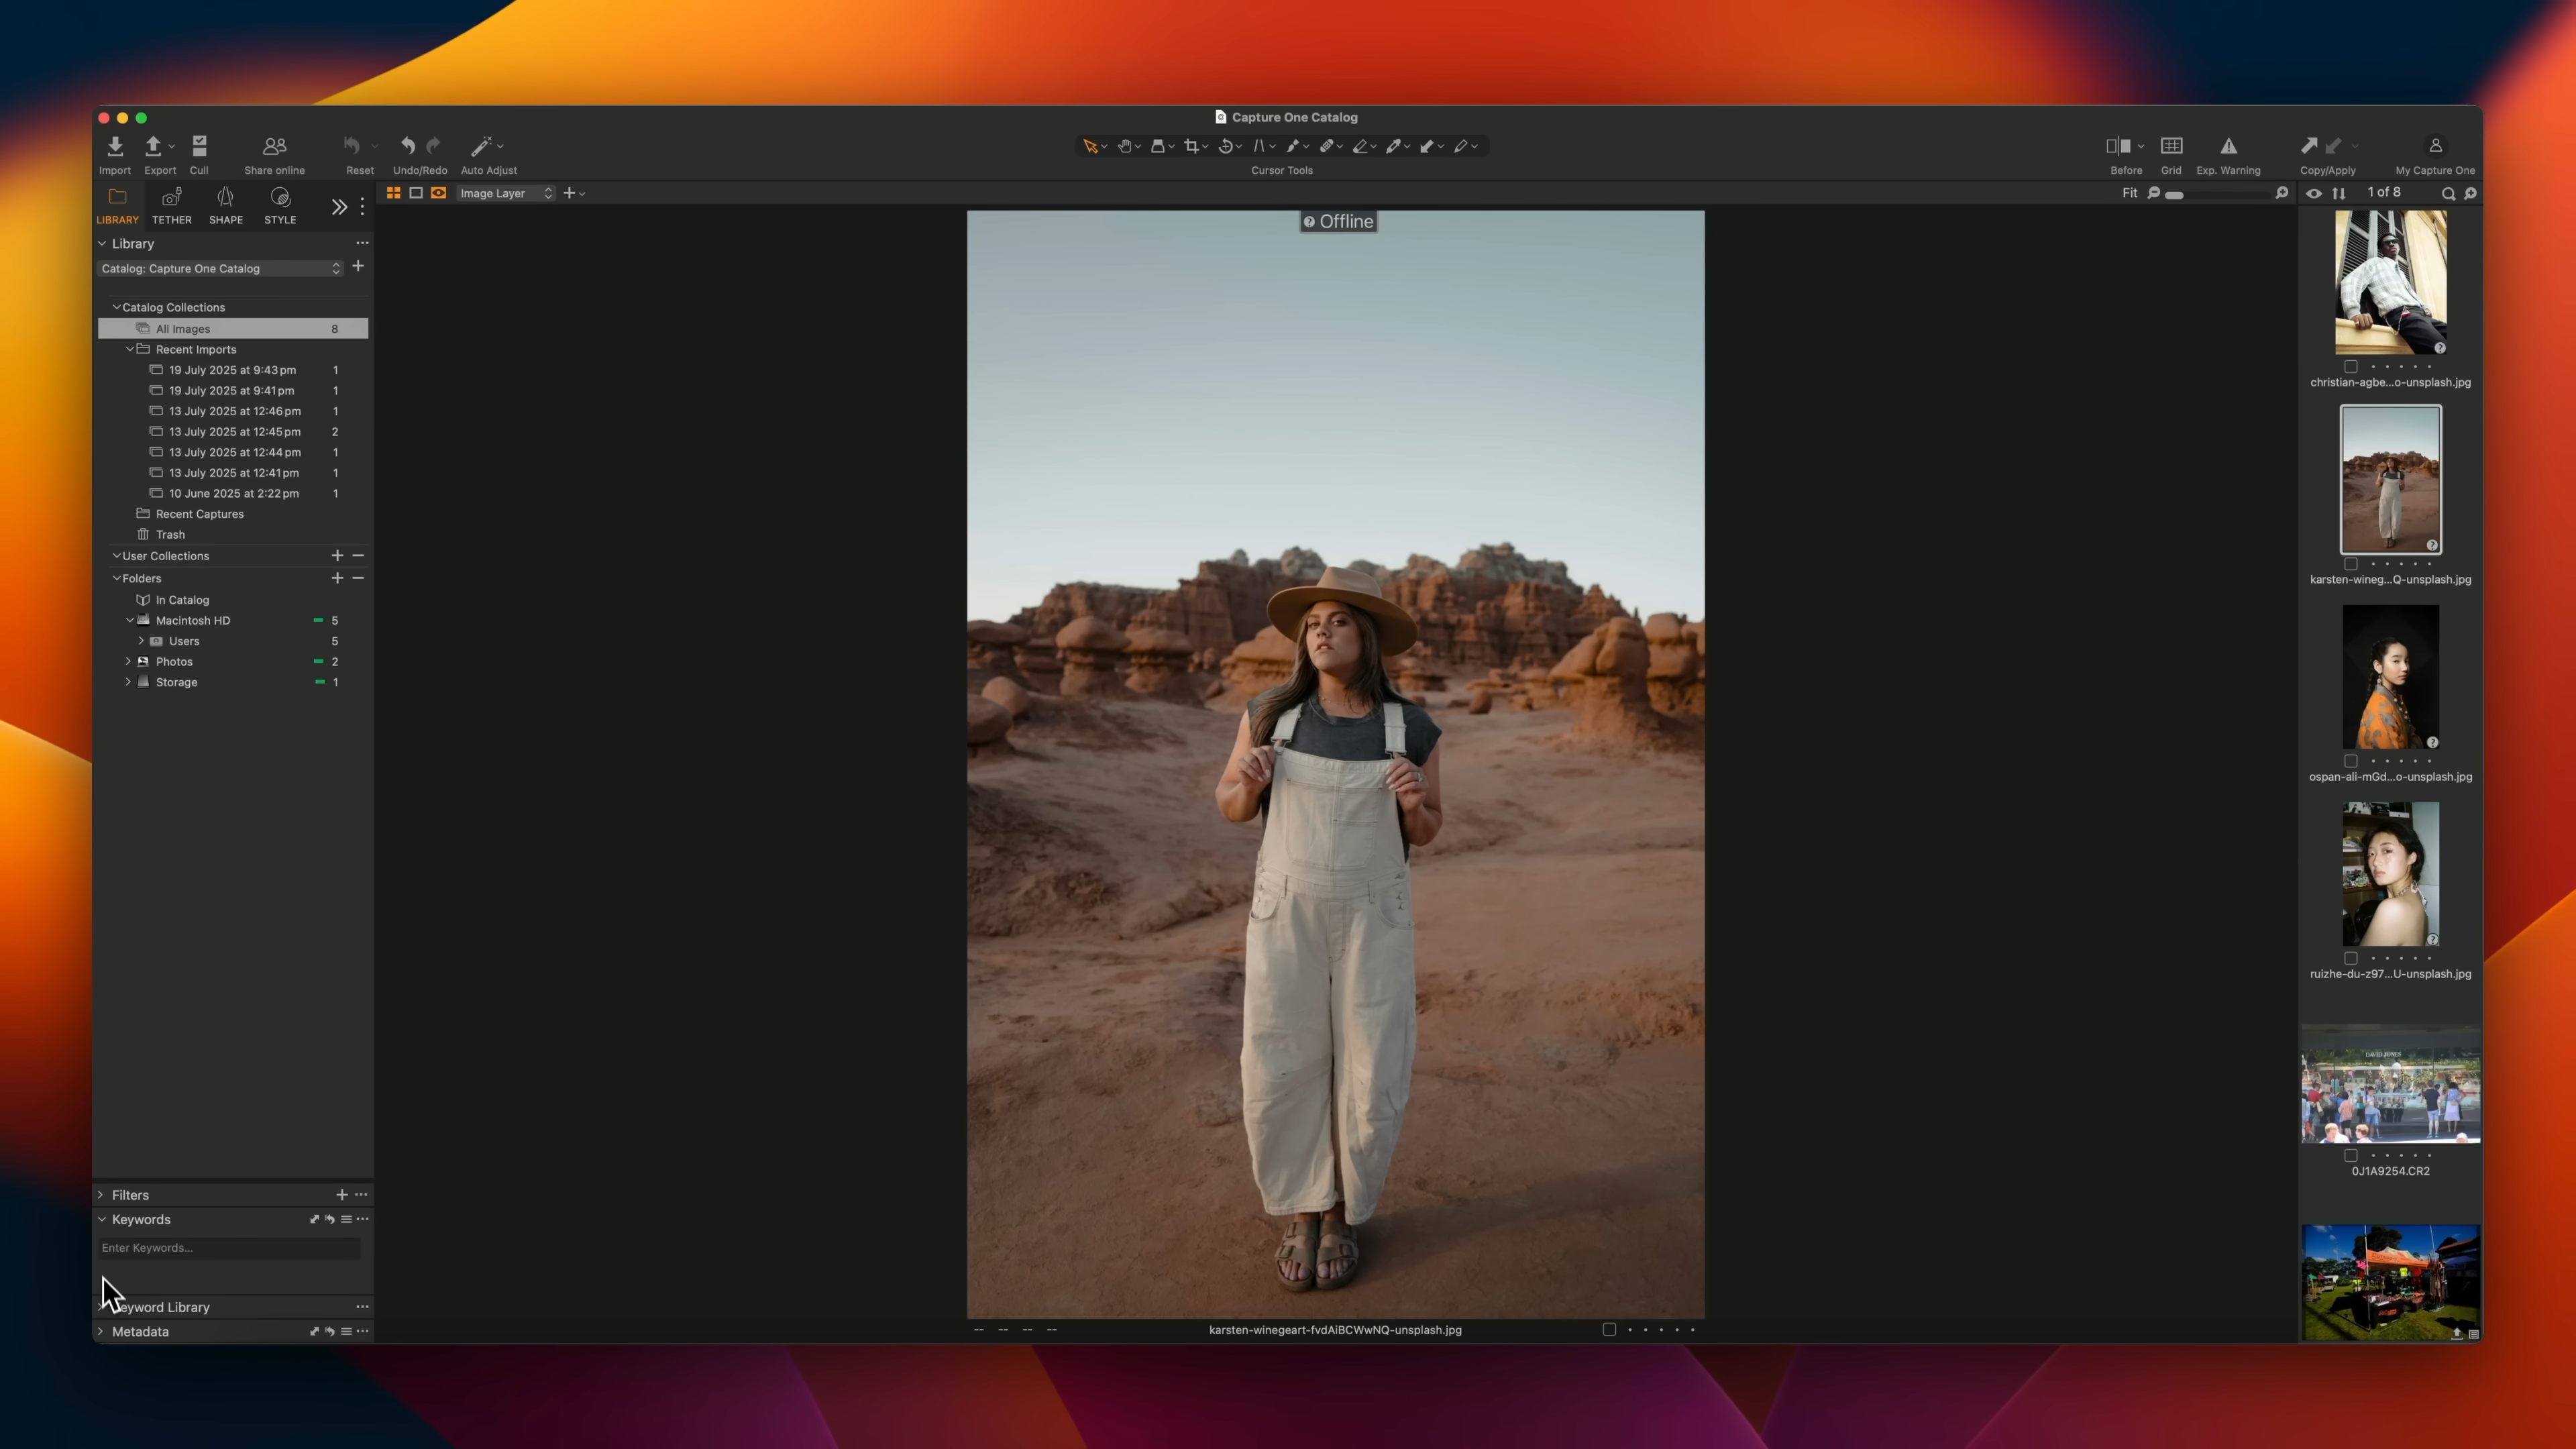 Capture One Catalog
Import
Export
Cull
Share online
Reset
Undo/Redo
Auto Adjust
Cursor Tools
Before
Grid
Exp. Warning
Copy/Apply
My Capture One
LIBRARY
TETHER
SHAPE
STYLE
Image Layer
Fit
1 of 8
Library
Catalog: Capture One Catalog
Catalog Collections
All Images 8
Recent Imports
19 July 2025 at 9:43 pm 1
19 July 2025 at 9:41 pm 1
13 July 2025 at 12:46 pm 1
13 July 2025 at 12:45 pm 2
13 July 2025 at 12:44 pm 1
13 July 2025 at 12:41 pm 1
10 June 2025 at 2:22 pm 1
Recent Captures
Trash
User Collections
Folders
In Catalog
Macintosh HD 5
Users 5
Photos 2
Storage 1
Filters
Keywords
Enter Keywords...
eyword Library
Metadata
Offline
-- -- -- --
karsten-winegeart-fvdAiBCWwNQ-unsplash.jpg
christian-agbe...o-unsplash.jpg
karsten-wineg...Q-unsplash.jpg
ospan-ali-mGd...o-unsplash.jpg
ruizhe-du-z97...U-unsplash.jpg
DAVID JONES
0J1A9254.CR2